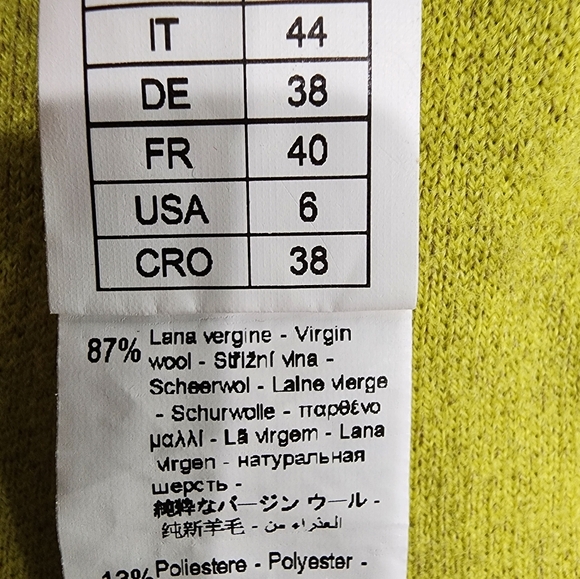 IT 44
DE 38
FR 40
USA 6
CRO 38
87% Lana vergine - Virgin
wool - Střižní vlna -
Scheerwol - Laine vierge
- Schurwolle - παρθένο
μαλλί - Lã virgem - Lana
virgen - натуральная
шерсть -
純粋なバージン ウール -
纯新羊毛 - العذراء من
13% Poliestere - Polyester -